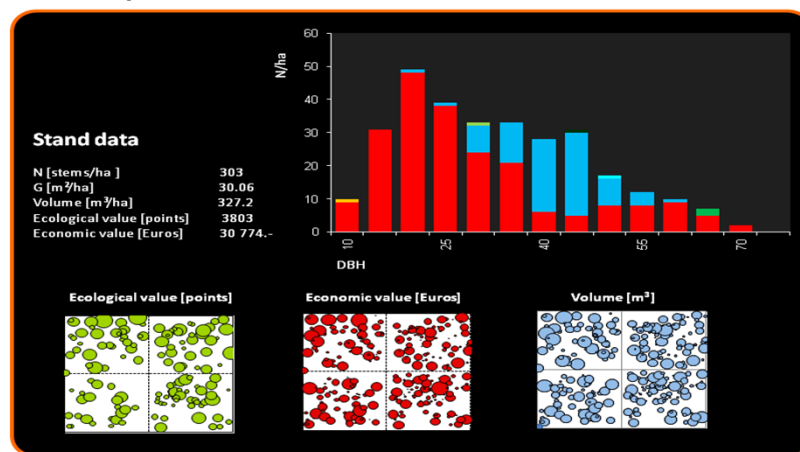 60
50
40
30
20
10
0
N/ha
10
25
40
55
70
DBH
Stand data
N [stems/ha ] 303
G [m²/ha] 30.06
Volume [m³/ha] 327.2
Ecological value [points] 3803
Economic value [Euros] 30 774.-
Ecological value [points]
Economic value [Euros]
Volume [m³]